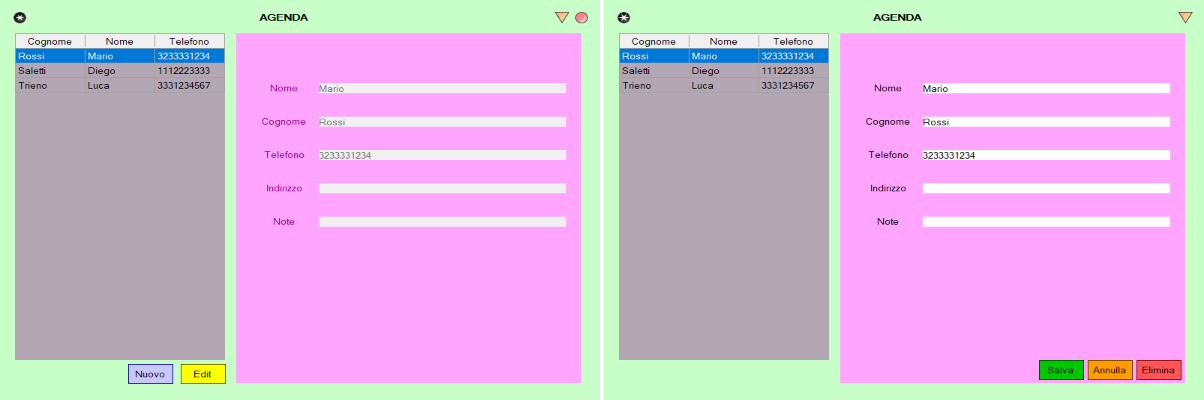 AGENDA
Cognome Nome Telefono
Rossi Mario 3233331234
Saletti Diego 1112223333
Trieno Luca 3331234567
Nome Mario
Cognome Rossi
Telefono 3233331234
Indirizzo
Note
Nuovo Edit
AGENDA
Cognome Nome Telefono
Rossi Mario 3233331234
Saletti Diego 1112223333
Trieno Luca 3331234567
Nome Mario
Cognome Rossi
Telefono 3233331234
Indirizzo
Note
Salva Annulla Elimina